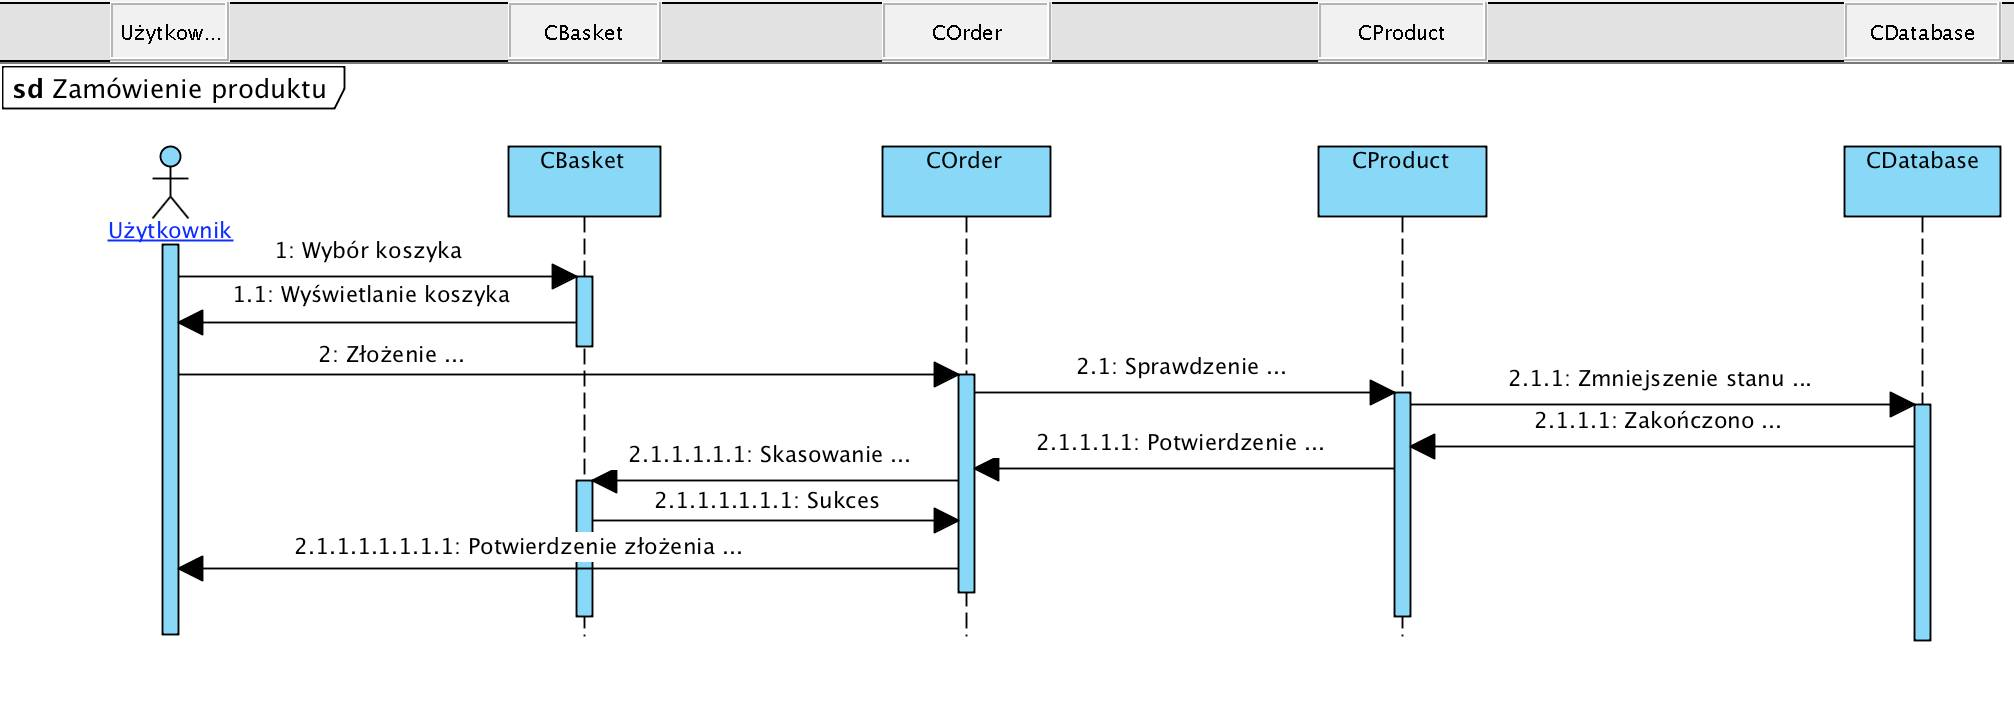 Użytkow...
CBasket
COrder
CProduct
CDatabase
sd Zamówienie produktu
CBasket
COrder
CProduct
CDatabase
Użytkownik
1: Wybór koszyka
1.1: Wyświetlanie koszyka
2: Złożenie ...
2.1: Sprawdzenie ...
2.1.1: Zmniejszenie stanu ...
2.1.1.1: Zakończono ...
2.1.1.1.1: Potwierdzenie ...
2.1.1.1.1.1: Skasowanie ...
2.1.1.1.1.1.1: Sukces
2.1.1.1.1.1.1.1: Potwierdzenie złożenia ...